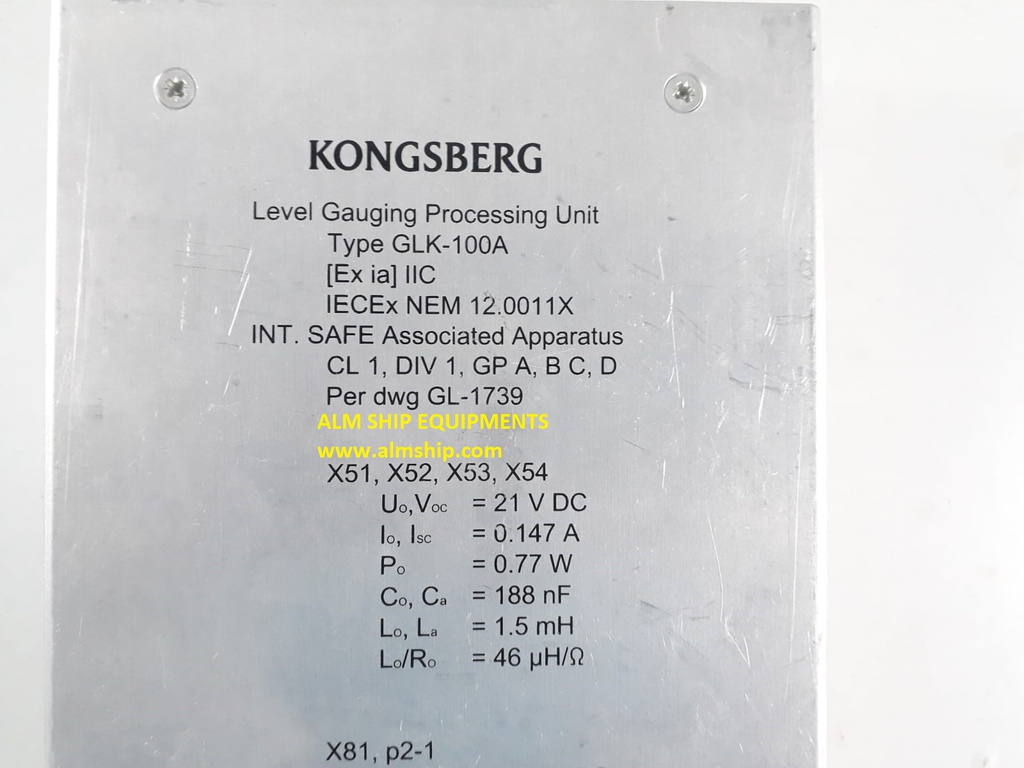 KONGSBERG
Level Gauging Processing Unit
Type GLK-100A
[Ex ia] IIC
IECEx NEM 12.0011X
INT. SAFE Associated Apparatus
CL 1, DIV 1, GP A, B C, D
Per dwg GL-1739
ALM SHIP EQUIPMENTS
www.almship.com
X51, X52, X53, X54
Uo,Voc = 21 V DC
Io, Isc = 0.147 A
Po = 0.77 W
Co, Ca = 188 nF
Lo, La = 1.5 mH
Lo/Ro = 46 µH/Ω
X81, p2-1